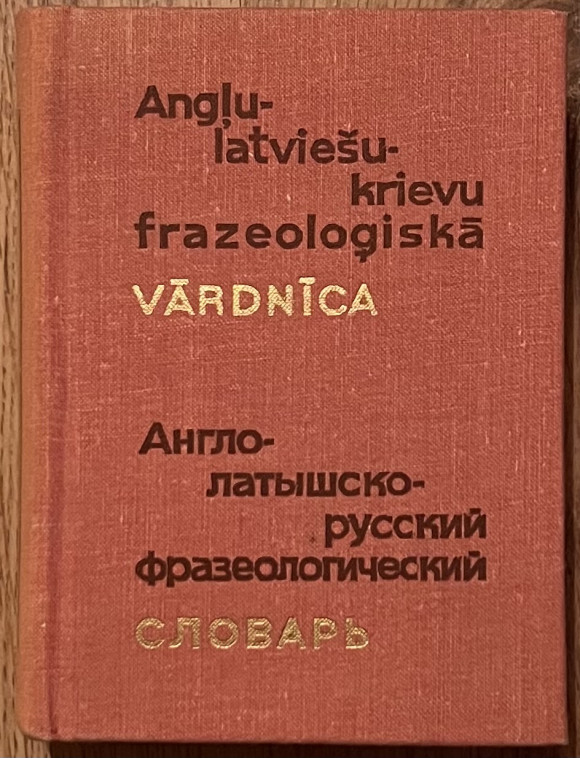 Angļu-
latviešu-
krievu
frazeoloģiskā
VĀRDNĪCA
Англо-
латышско-
русский
фразеологический
СЛОВАРЬ